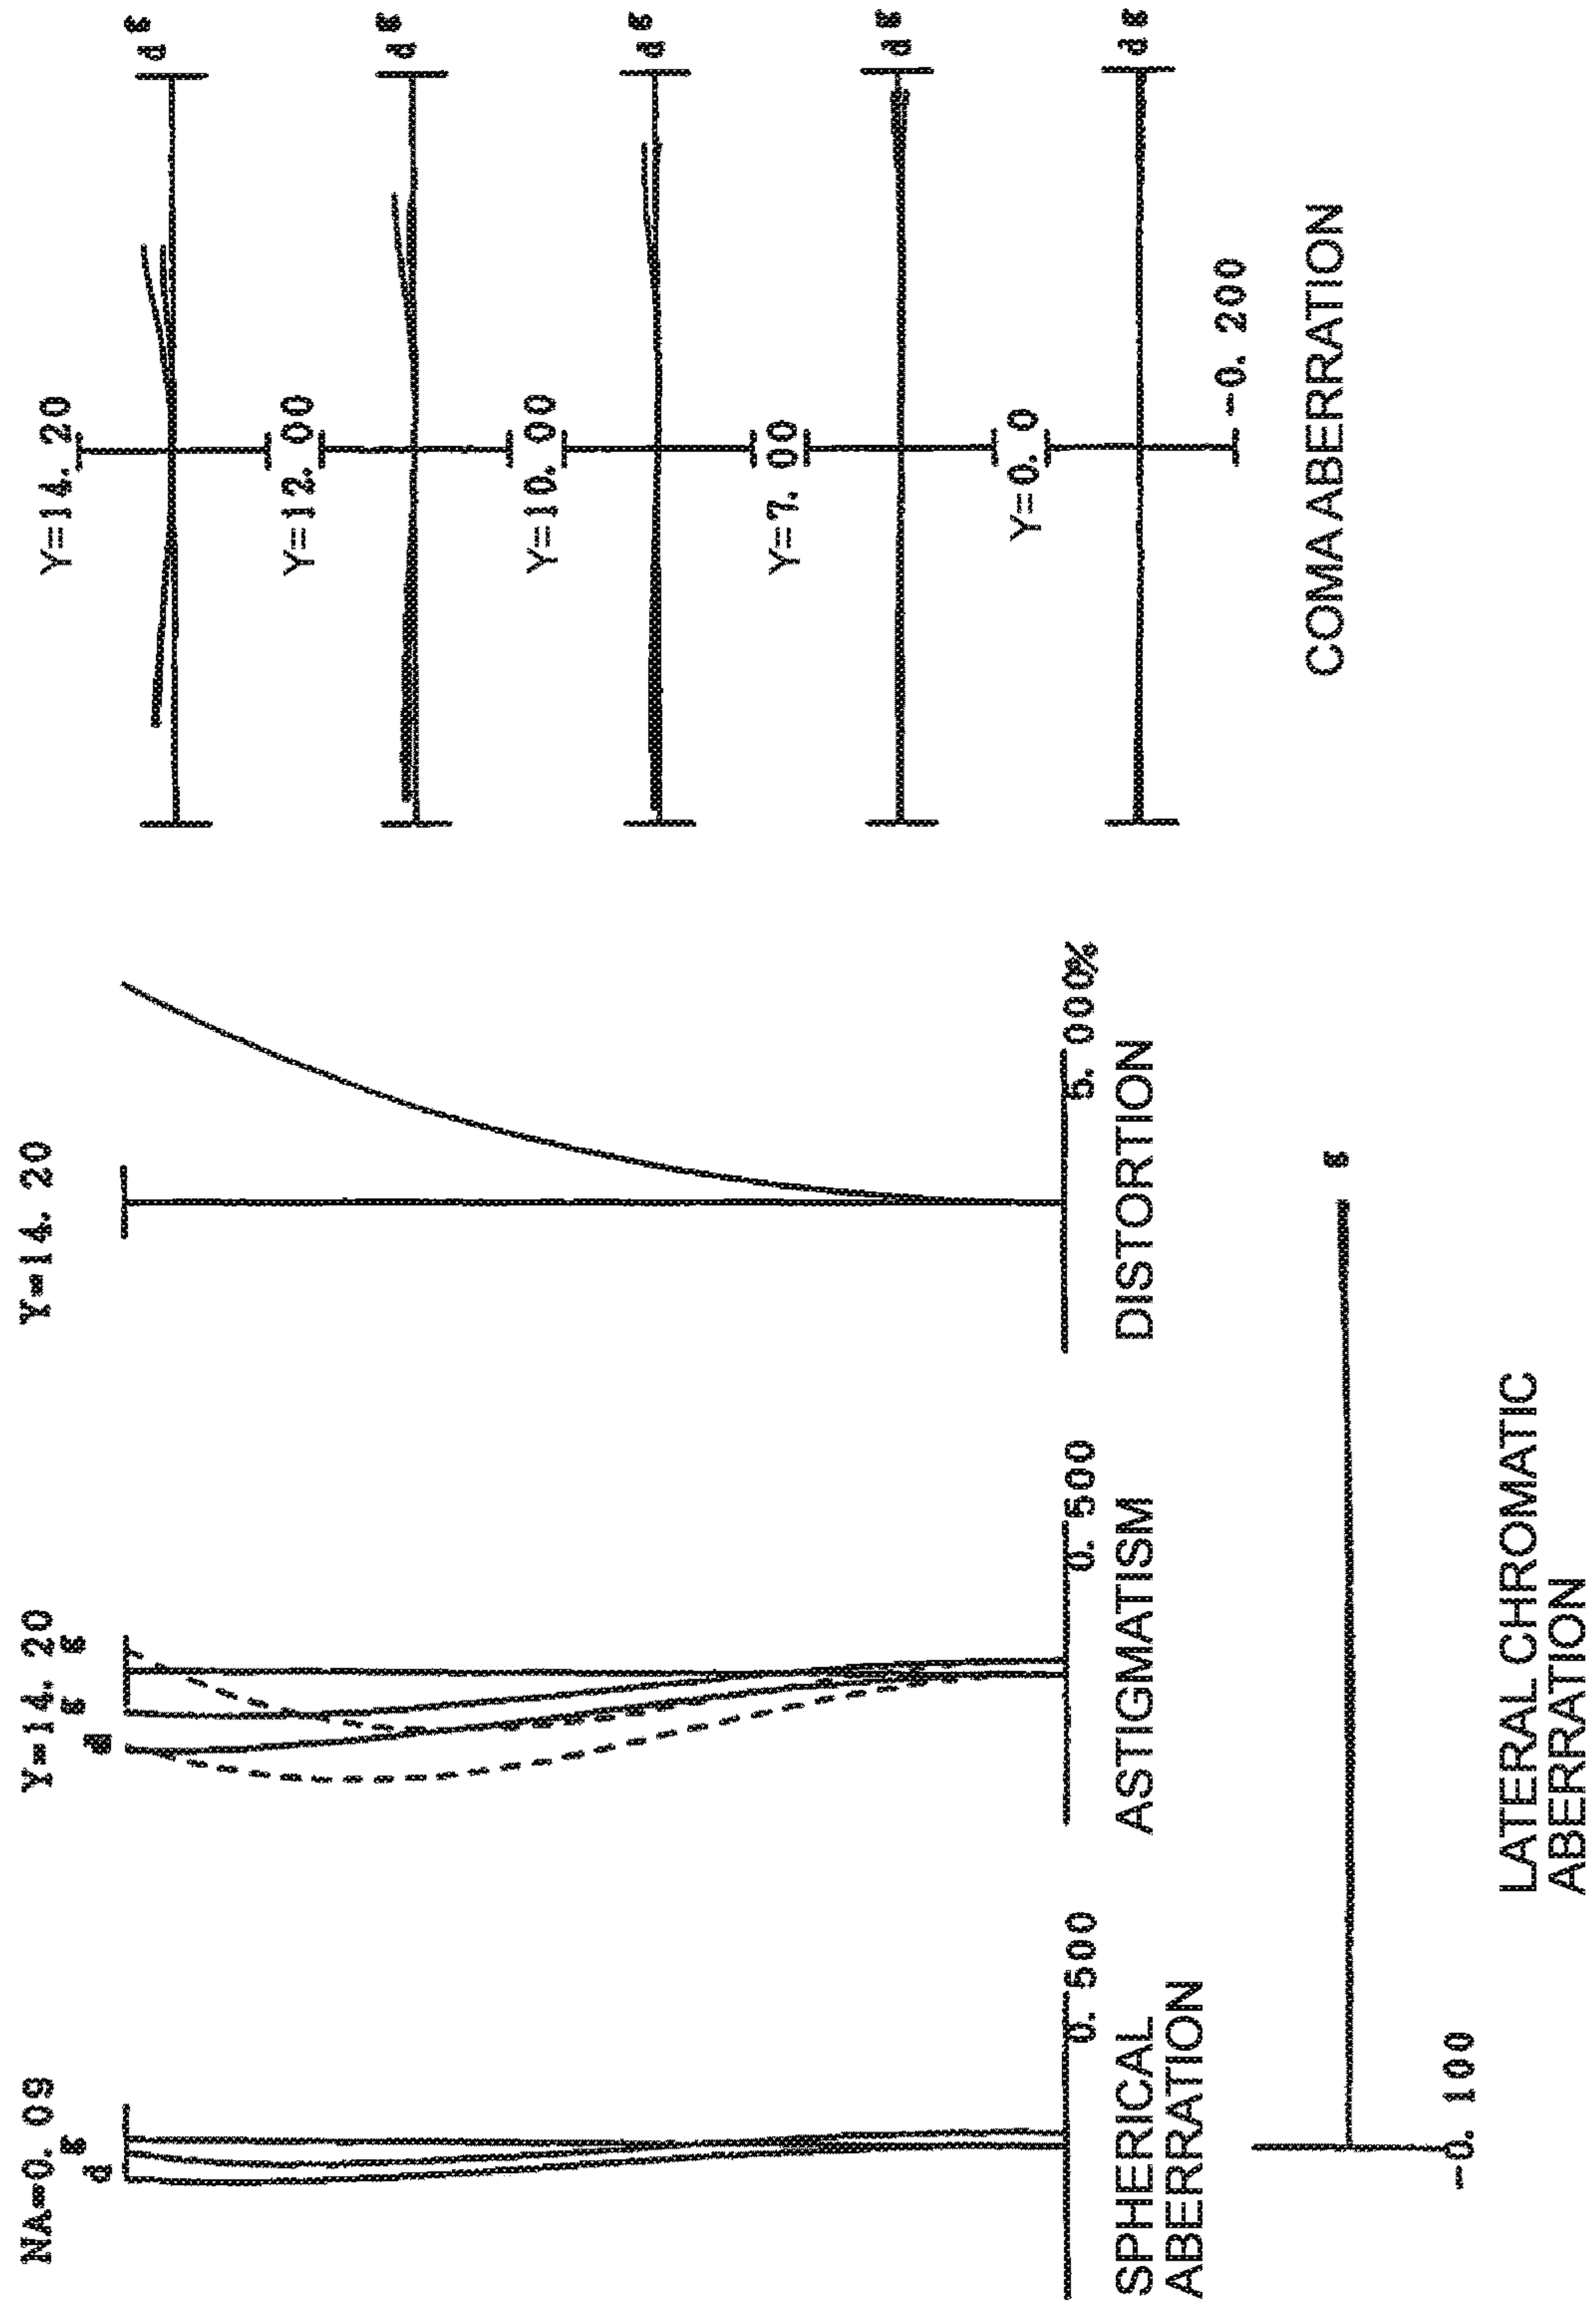 NA=0. 09
d
g
0. 500
SPHERICAL
ABERRATION
Y=14. 20
d
g
g
0. 500
ASTIGMATISM
Y=14. 20
5. 000%
DISTORTION
Y=14. 20
d g
Y=12. 00
d g
Y=10. 00
d g
Y=7. 00
d g
Y=0. 0
d g
-0. 200
COMA ABERRATION
g
-0. 100
LATERAL CHROMATIC
ABERRATION